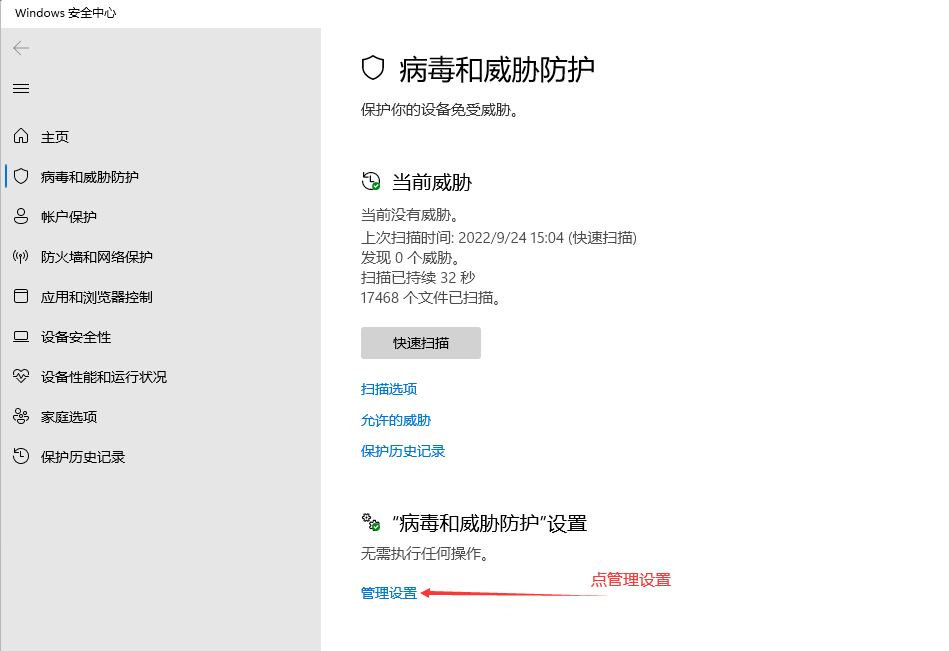 Windows 安全中心
主页
病毒和威胁防护
帐户保护
防火墙和网络保护
应用和浏览器控制
设备安全性
设备性能和运行状况
家庭选项
保护历史记录
病毒和威胁防护
保护你的设备免受威胁。
当前威胁
当前没有威胁。
上次扫描时间: 2022/9/24 15:04 (快速扫描)
发现 0 个威胁。
扫描已持续 32 秒
17468 个文件已扫描。
快速扫描
扫描选项
允许的威胁
保护历史记录
“病毒和威胁防护”设置
无需执行任何操作。
点管理设置
管理设置